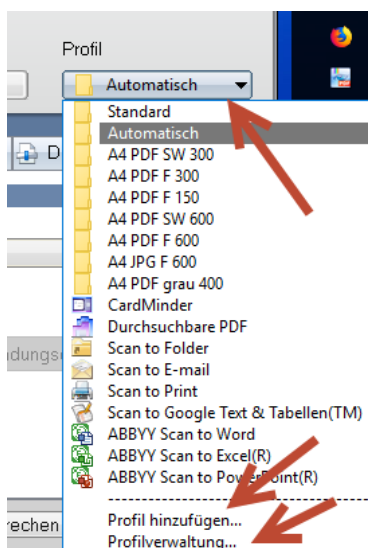 Profil
Automatisch
D
Standard
Automatisch
A4 PDF SW 300
A4 PDF F 300
A4 PDF F 150
A4 PDF SW 600
A4 PDF F 600
A4 JPG F 600
A4 PDF grau 400
CardMinder
Durchsuchbare PDF
Scan to Folder
Scan to E-mail
Scan to Print
Scan to Google Text & Tabellen(TM)
ABBYY Scan to Word
ABBYY Scan to Excel(R)
ABBYY Scan to PowerPoint(R)
Profil hinzufügen...
Profilverwaltung...
ndungs
rechen